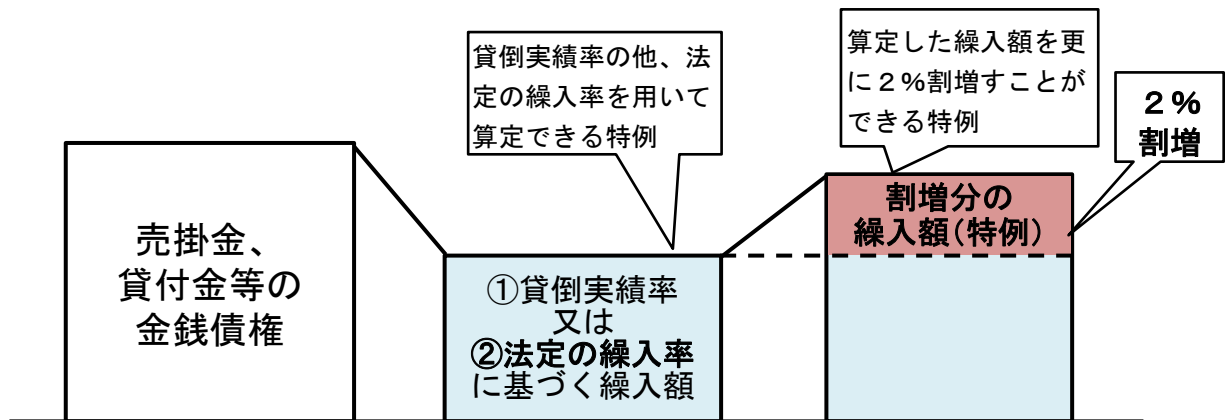 貸倒実績率の他、法
定の繰入率を用いて
算定できる特例
算定した繰入額を更
に２％割増すことが
できる特例
２％
割増
売掛金、
貸付金等の
金銭債権
①貸倒実績率
又は
②法定の繰入率
に基づく繰入額
割増分の
繰入額(特例)